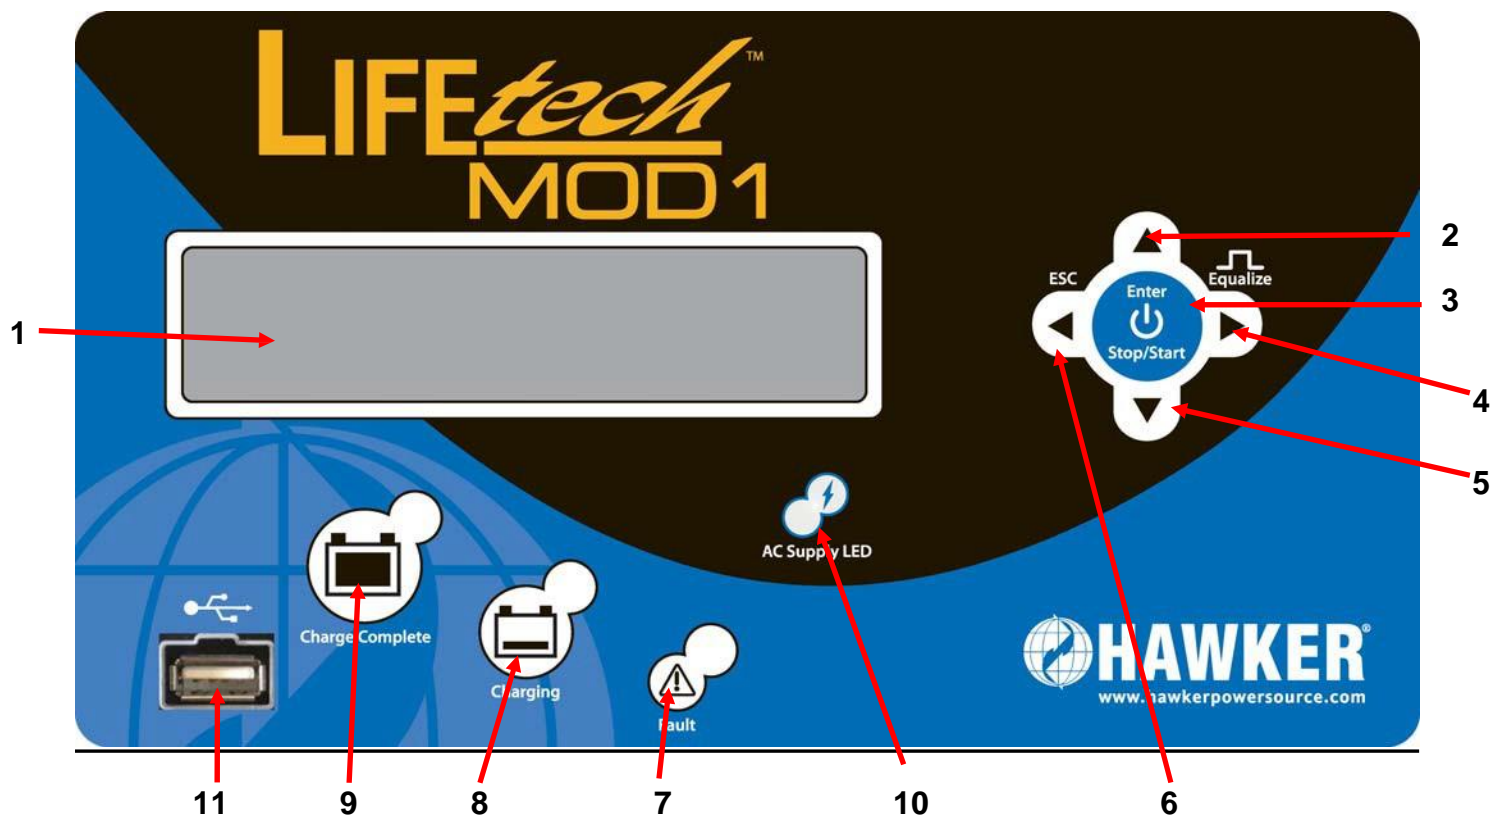 LIFEtech™
MOD1
1
2
ESC
Equalize
Enter
Stop/Start
3
4
5
AC Supply LED
Charge Complete
Charging
Fault
HAWKER®
www.hawkerpowersource.com
11
9
8
7
10
6